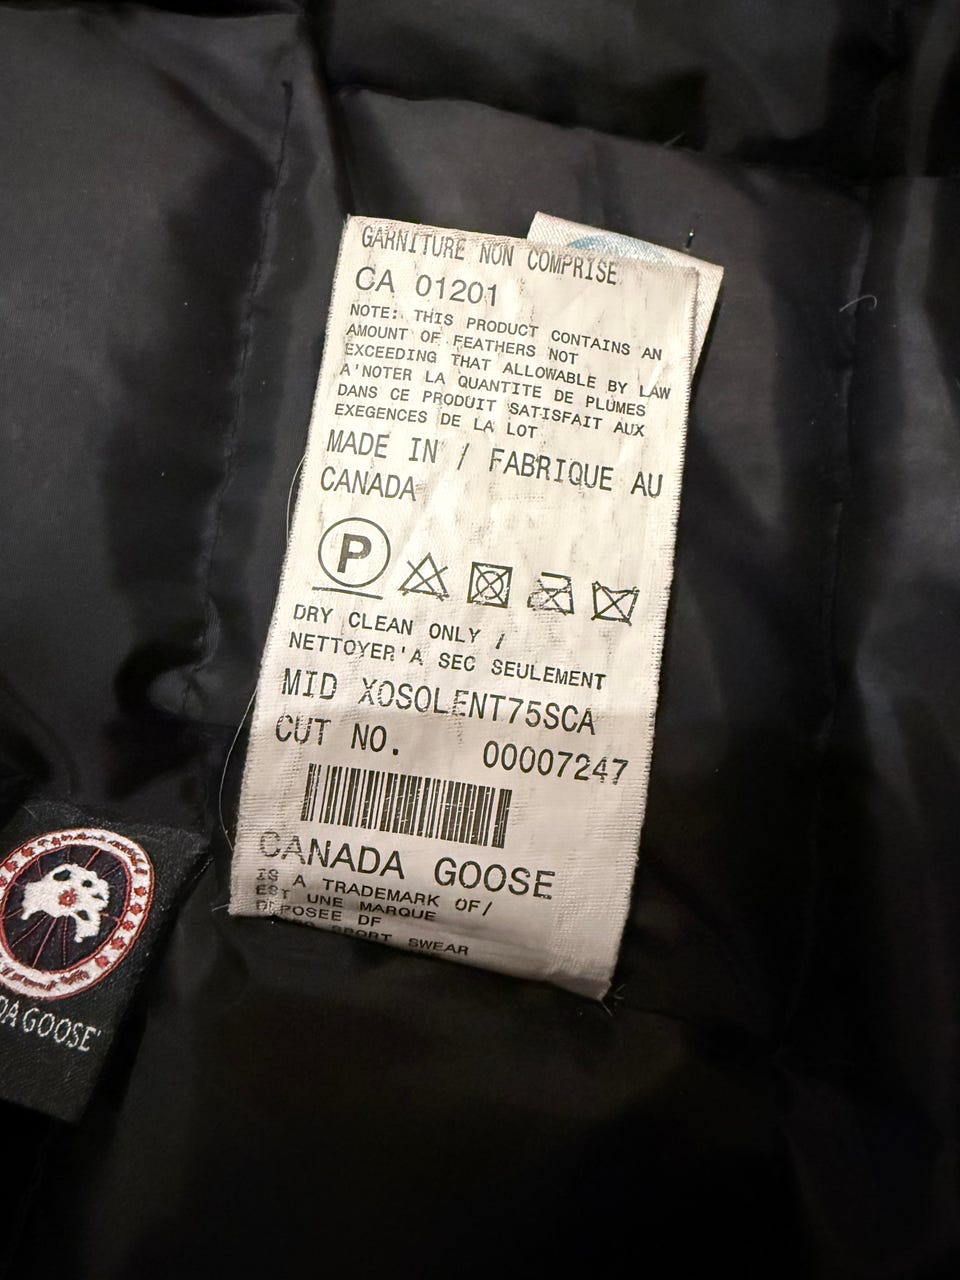 GARNITURE NON COMPRISE
CA 01201
NOTE: THIS PRODUCT CONTAINS AN
AMOUNT OF FEATHERS NOT
EXCEEDING THAT ALLOWABLE BY LAW
A'NOTER LA QUANTITE DE PLUMES
DANS CE PRODUIT SATISFAIT AUX
EXEGENCES DE LA LOT
MADE IN / FABRIQUE AU
CANADA
P
DRY CLEAN ONLY /
NETTOYER'A SEC SEULEMENT
MID XOSOLENT75SCA
CUT NO. 00007247
CANADA GOOSE
IS A TRADEMARK OF/
EST UNE MARQUE
DEPOSEE DE
SPORT SWEAR
DA GOOSE'